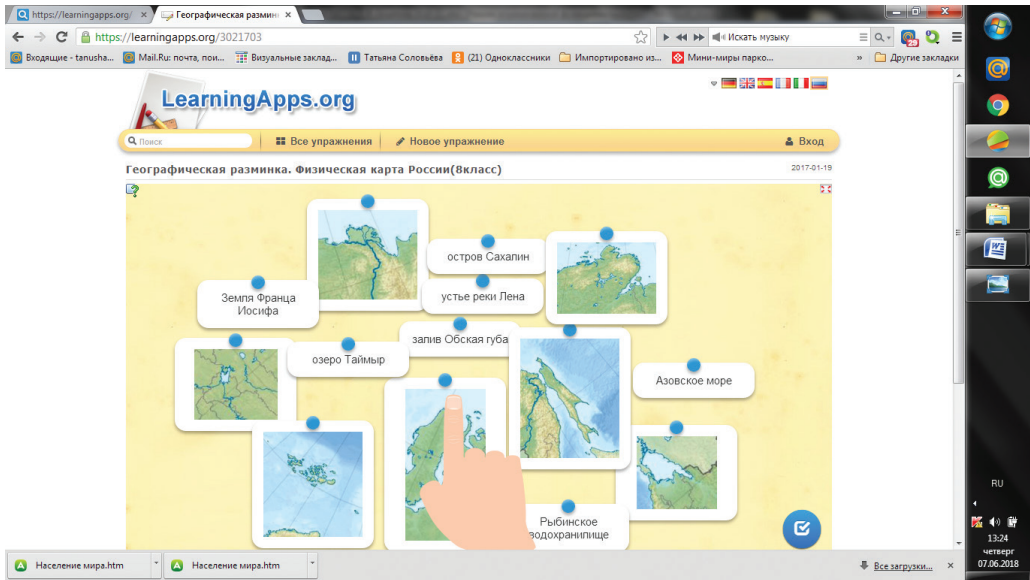 https://learningapps.org/
Географическая разминк
https://learningapps.org/3021703
Искать музыку
Входящие - tanusha...
Mail.Ru: почта, пои...
Визуальные заклад...
Татьяна Соловьёва
(21) Одноклассники
Импортировано из...
Мини-миры парко...
»
Другие закладки
LearningApps.org
Поиск
Все упражнения
Новое упражнение
Вход
Географическая разминка. Физическая карта России(8класс)
2017-01-19
остров Сахалин
Земля Франца
Иосифа
устье реки Лена
залив Обская губа
озеро Таймыр
Азовское море
Рыбинское
водохранилище
Население мира.htm
Население мира.htm
Все загрузки...
RU
13:24
четверг
07.06.2018